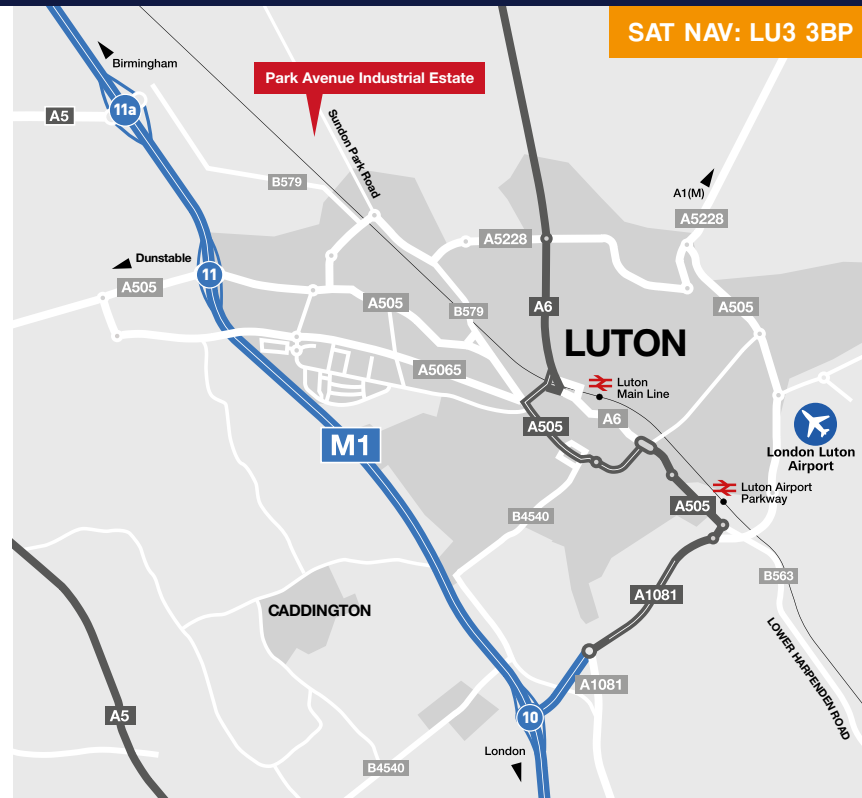 SAT NAV: LU3 3BP
Birmingham
Park Avenue Industrial Estate
11a
A5
Sundon Park Road
B579
A1(M)
A5228
A5228
Dunstable
11
A505
A505
B579
A6
A505
LUTON
A5065
Luton
Main Line
A505
A6
M1
London Luton
Airport
Luton Airport
Parkway
A505
B4540
B563
A1081
CADDINGTON
LOWER HARPENDEN ROAD
A1081
A5
10
London
B4540